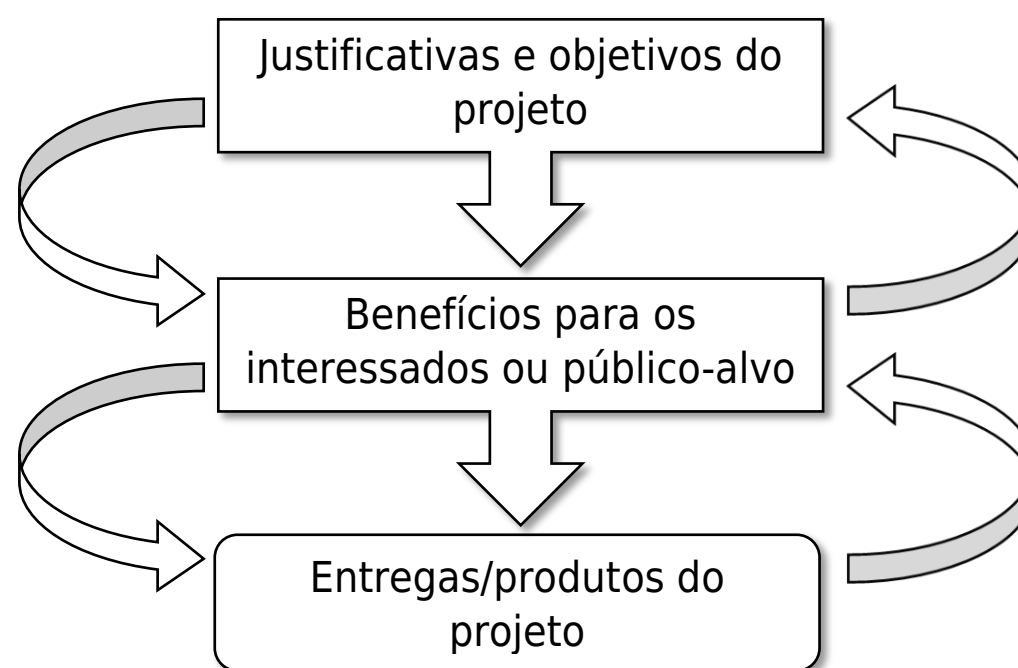 Justificativas e objetivos do
projeto
Benefícios para os
interessados ou público-alvo
Entregas/produtos do
projeto